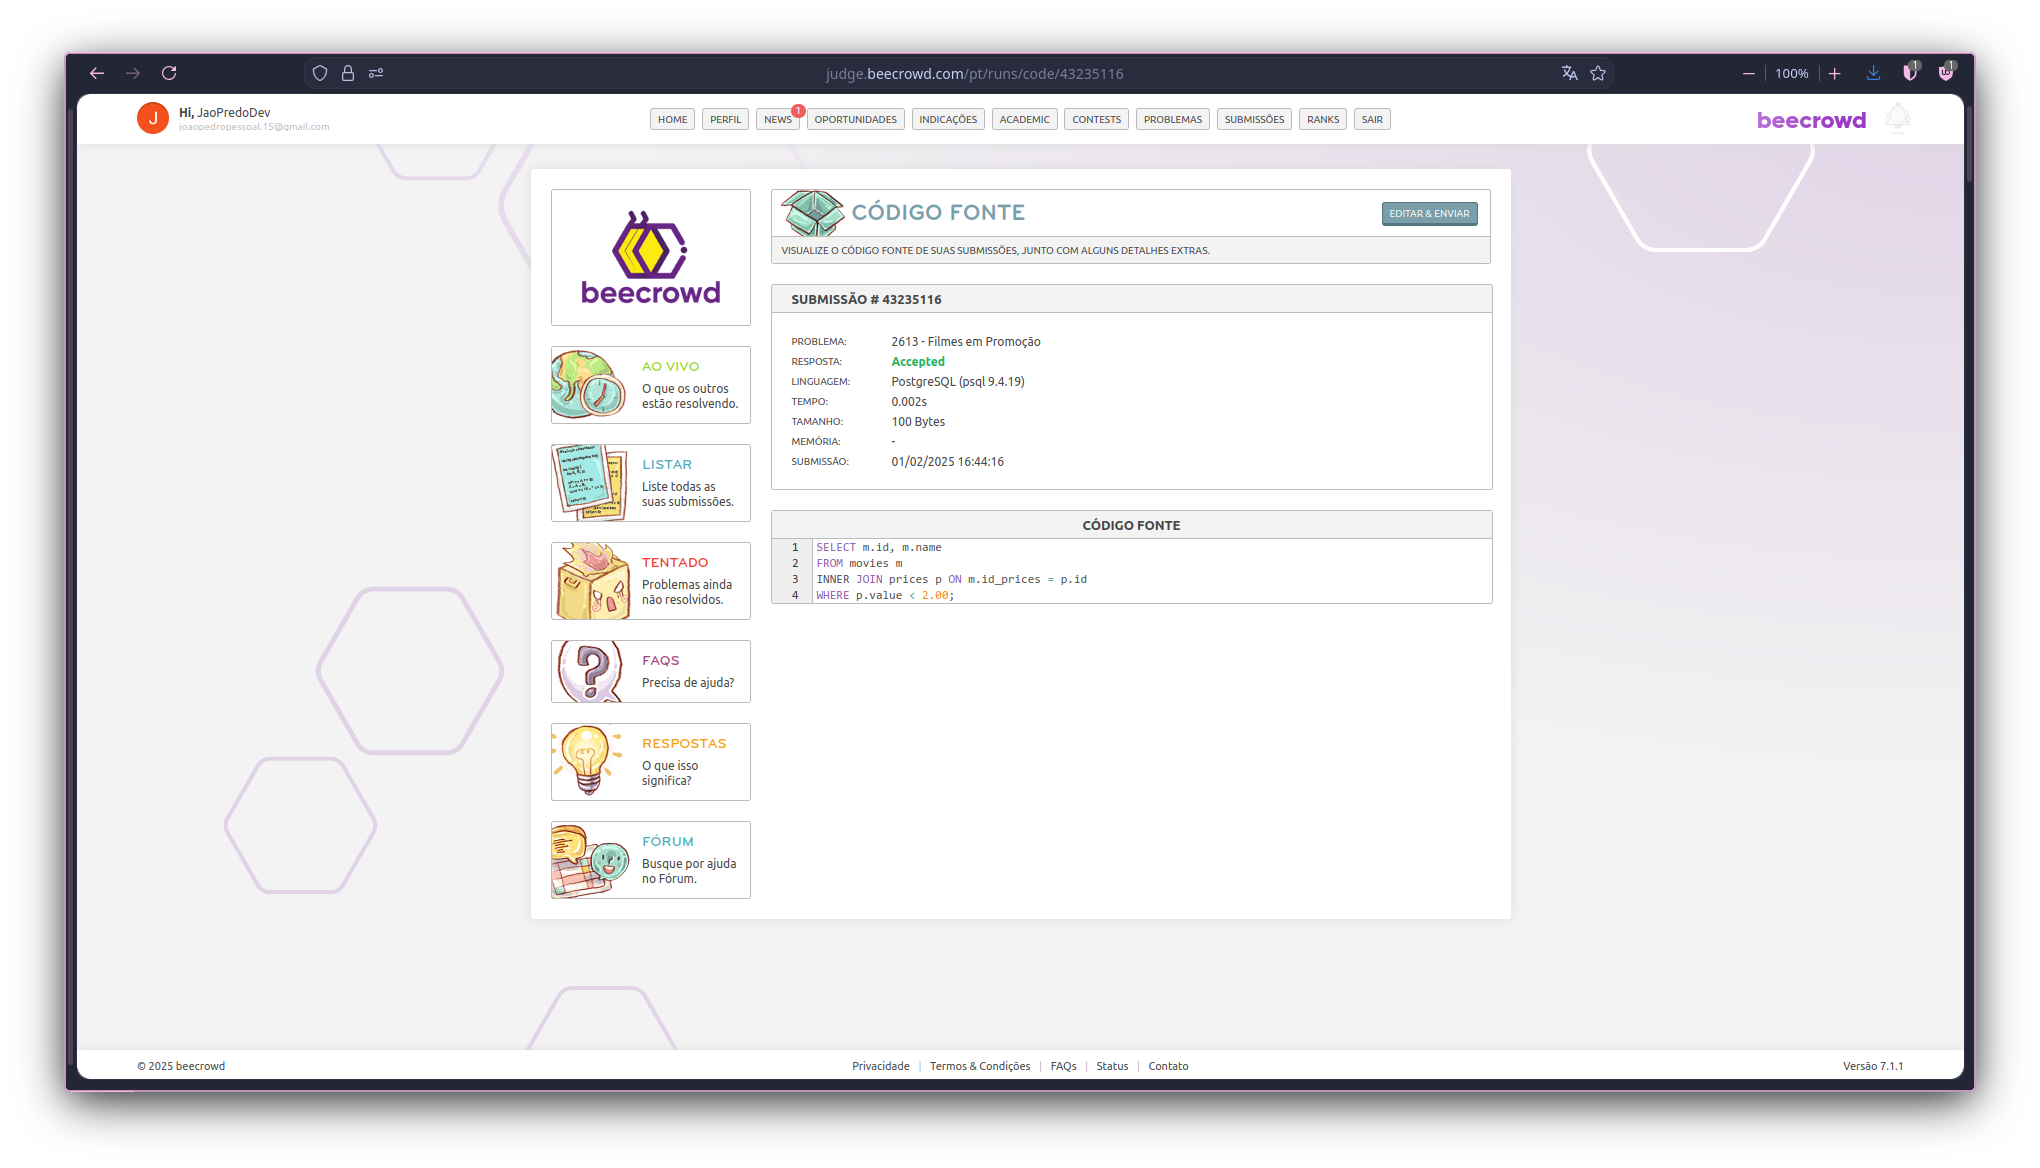 judge.beecrowd.com/pt/runs/code/43235116
100%
1
1
J
Hi, JaoPredoDev
joaopedropessoal.15@gmail.com
HOME
PERFIL
NEWS
1
OPORTUNIDADES
INDICAÇÕES
ACADEMIC
CONTESTS
PROBLEMAS
SUBMISSÕES
RANKS
SAIR
beecrowd
beecrowd
AO VIVO
O que os outros
estão resolvendo.
LISTAR
Liste todas as
suas submissões.
TENTADO
Problemas ainda
não resolvidos.
FAQS
Precisa de ajuda?
RESPOSTAS
O que isso
significa?
FÓRUM
Busque por ajuda
no Fórum.
CÓDIGO FONTE
EDITAR & ENVIAR
VISUALIZE O CÓDIGO FONTE DE SUAS SUBMISSÕES, JUNTO COM ALGUNS DETALHES EXTRAS.
SUBMISSÃO # 43235116
PROBLEMA: 2613 - Filmes em Promoção
RESPOSTA: Accepted
LINGUAGEM: PostgreSQL (psql 9.4.19)
TEMPO: 0.002s
TAMANHO: 100 Bytes
MEMÓRIA: -
SUBMISSÃO: 01/02/2025 16:44:16
CÓDIGO FONTE
1 SELECT m.id, m.name
2 FROM movies m
3 INNER JOIN prices p ON m.id_prices = p.id
4 WHERE p.value < 2.00;
© 2025 beecrowd
Privacidade | Termos & Condições | FAQs | Status | Contato
Versão 7.1.1